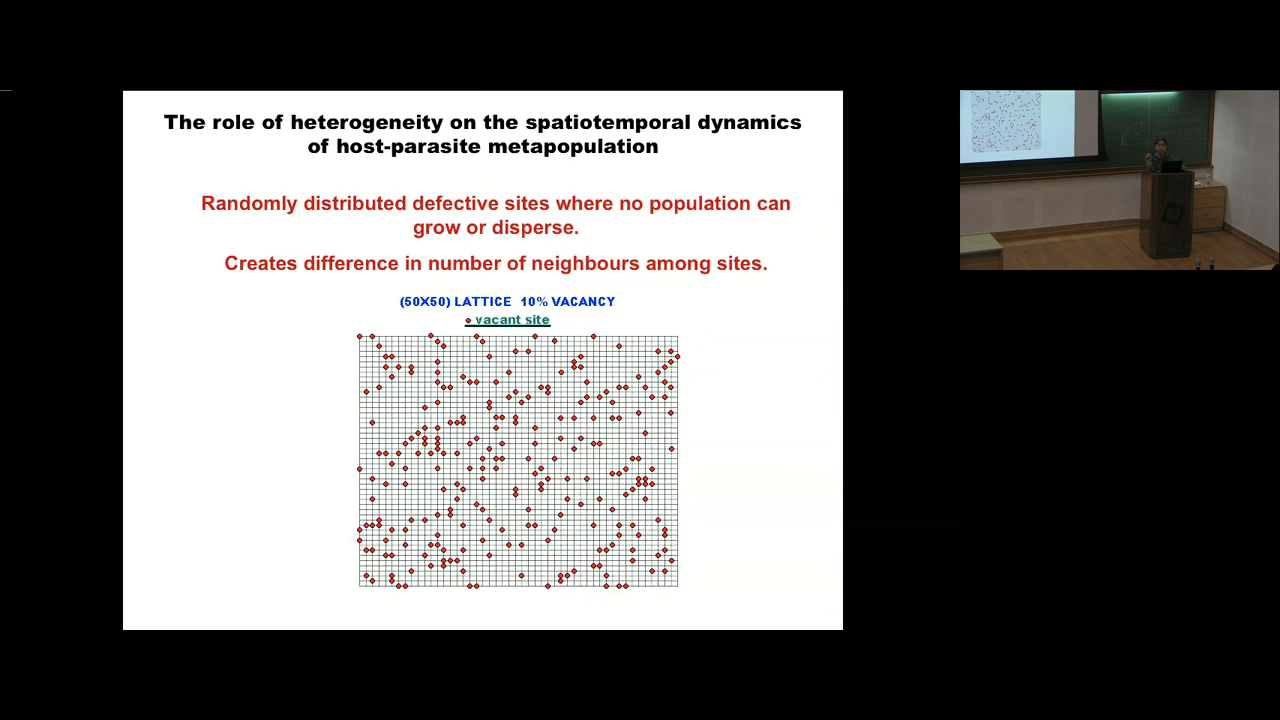 The role of heterogeneity on the spatiotemporal dynamics
of host-parasite metapopulation
Randomly distributed defective sites where no population can
grow or disperse.
Creates difference in number of neighbours among sites.
(50X50) LATTICE 10% VACANCY
vacant site